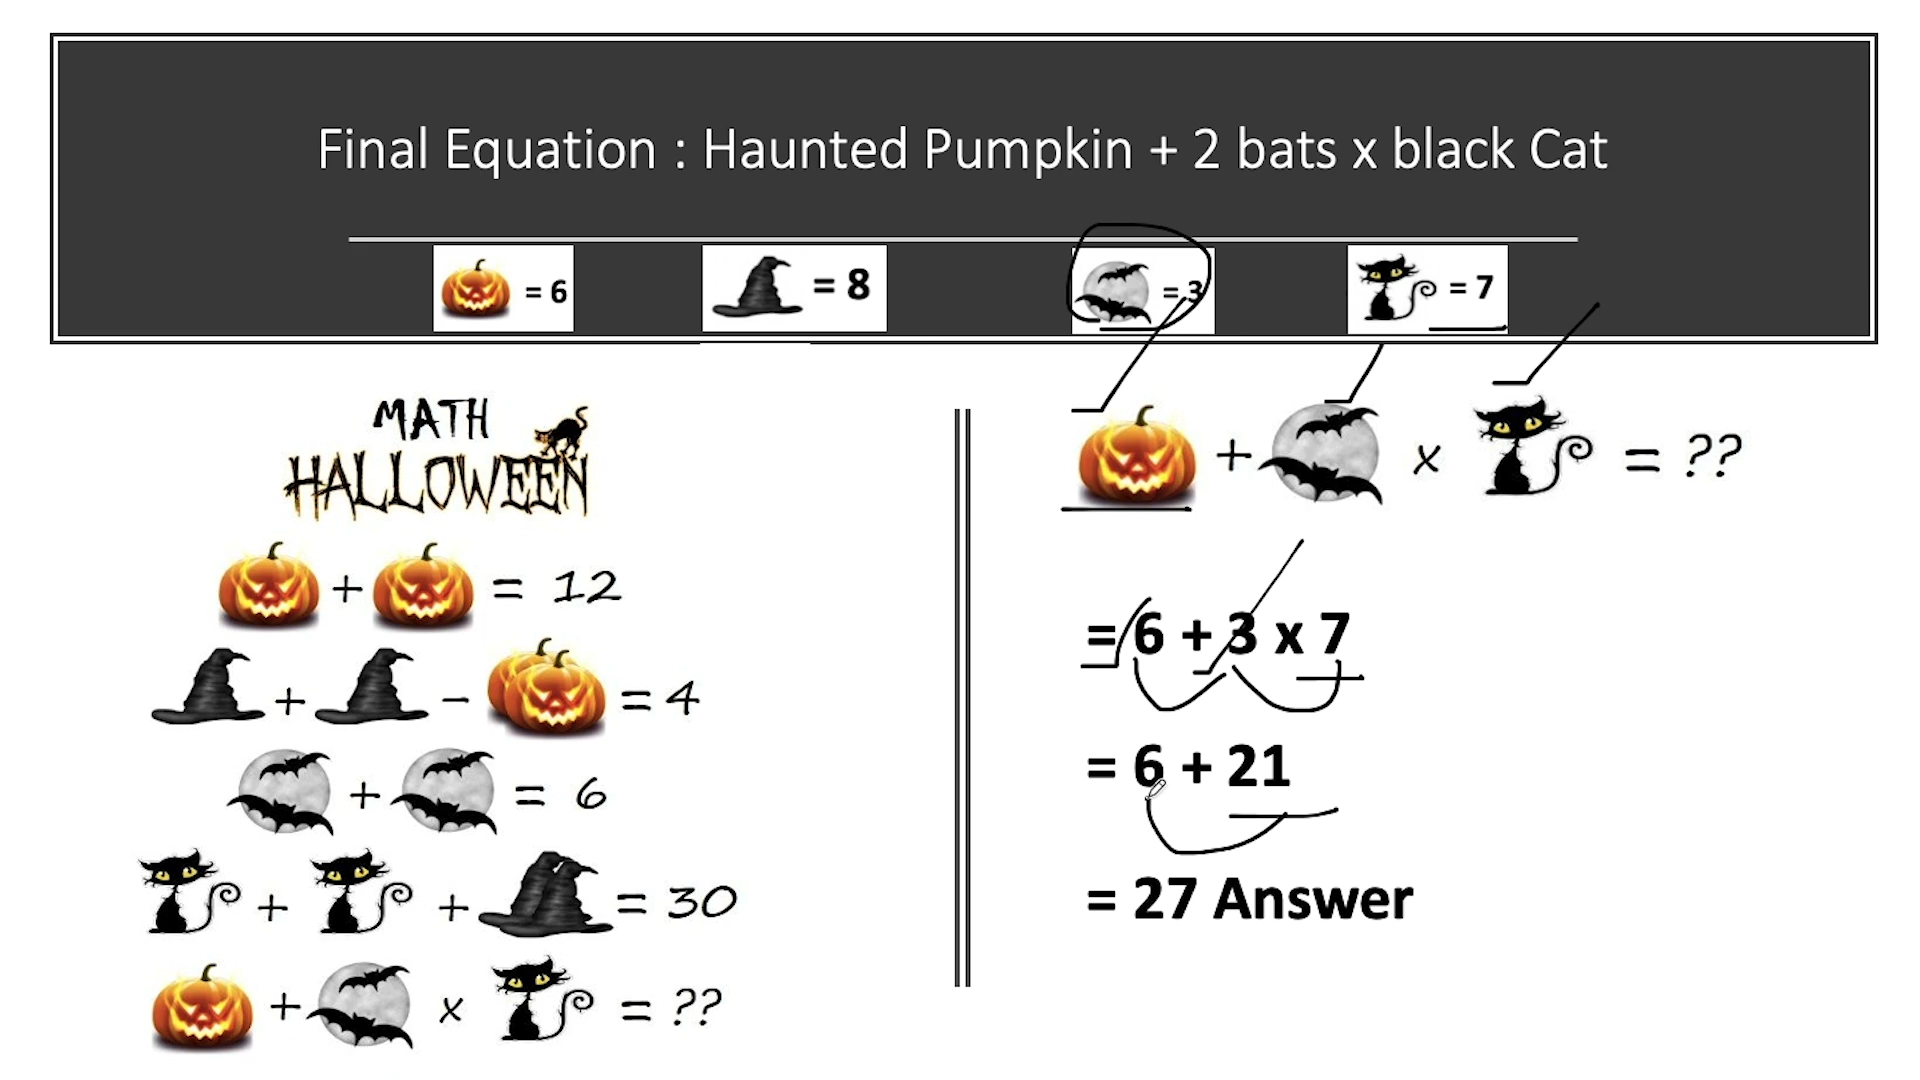 Final Equation : Haunted Pumpkin + 2 bats x black Cat
= 6
= 8
= 3
= 7
MATH
HALLOWEEN
+ = 12
+ - = 4
+ = 6
+ + = 30
+ x = ??
+ x = ??
= 6 + 3 x 7
= 6 + 21
= 27 Answer